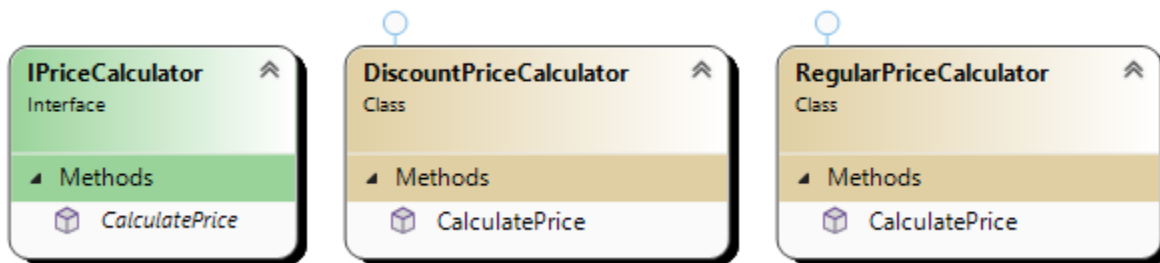 IPriceCalculator
Interface
Methods
CalculatePrice
DiscountPriceCalculator
Class
Methods
CalculatePrice
RegularPriceCalculator
Class
Methods
CalculatePrice